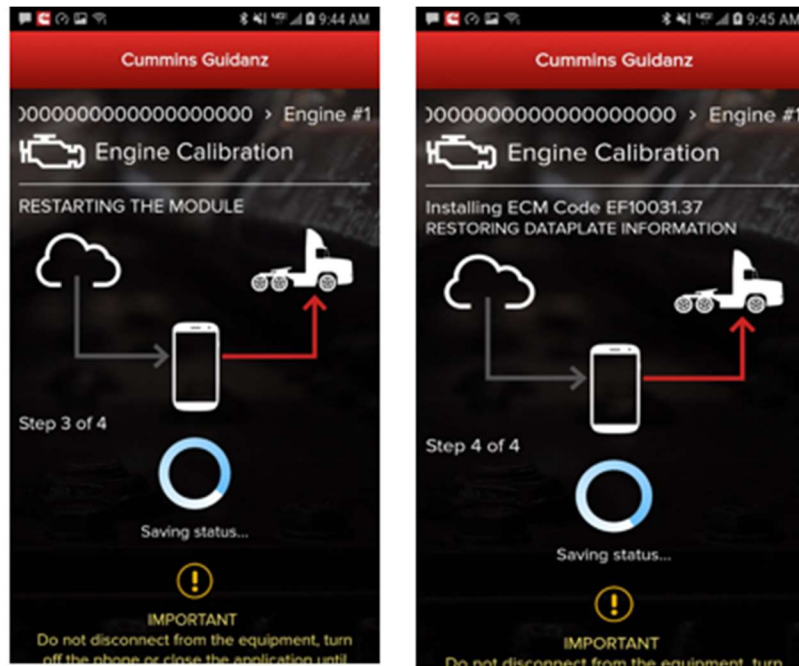 9:44 AM
Cummins Guidanz
00000000000000000000 > Engine #1
Engine Calibration
RESTARTING THE MODULE
Step 3 of 4
Saving status...
IMPORTANT
Do not disconnect from the equipment, turn
off the phone or close the application until
9:45 AM
Cummins Guidanz
00000000000000000000 > Engine #1
Engine Calibration
Installing ECM Code EF10031.37
RESTORING DATAPLATE INFORMATION
Step 4 of 4
Saving status...
IMPORTANT
Do not disconnect from the equipment, turn